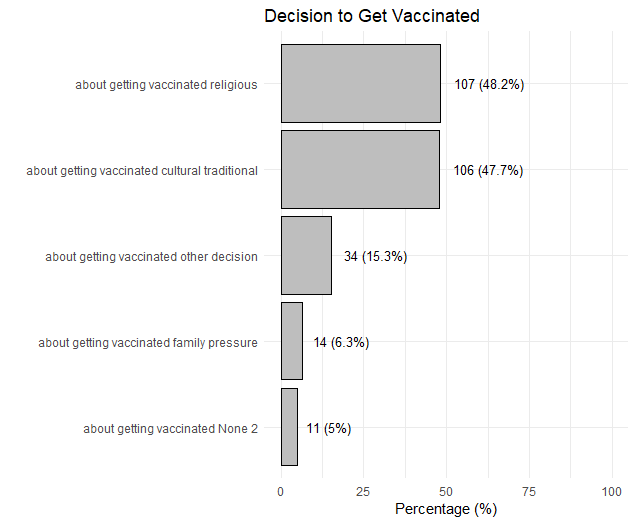 Decision to Get Vaccinated
about getting vaccinated religious 107 (48.2%)
about getting vaccinated cultural traditional 106 (47.7%)
about getting vaccinated other decision 34 (15.3%)
about getting vaccinated family pressure 14 (6.3%)
about getting vaccinated None 2 11 (5%)
0 25 50 75 100
Percentage (%)